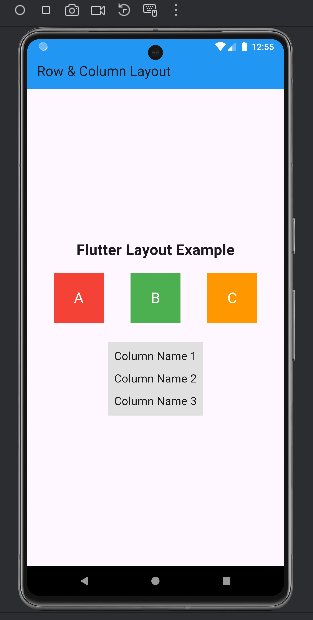 12:55
Row & Column Layout
Flutter Layout Example
A B C
Column Name 1
Column Name 2
Column Name 3